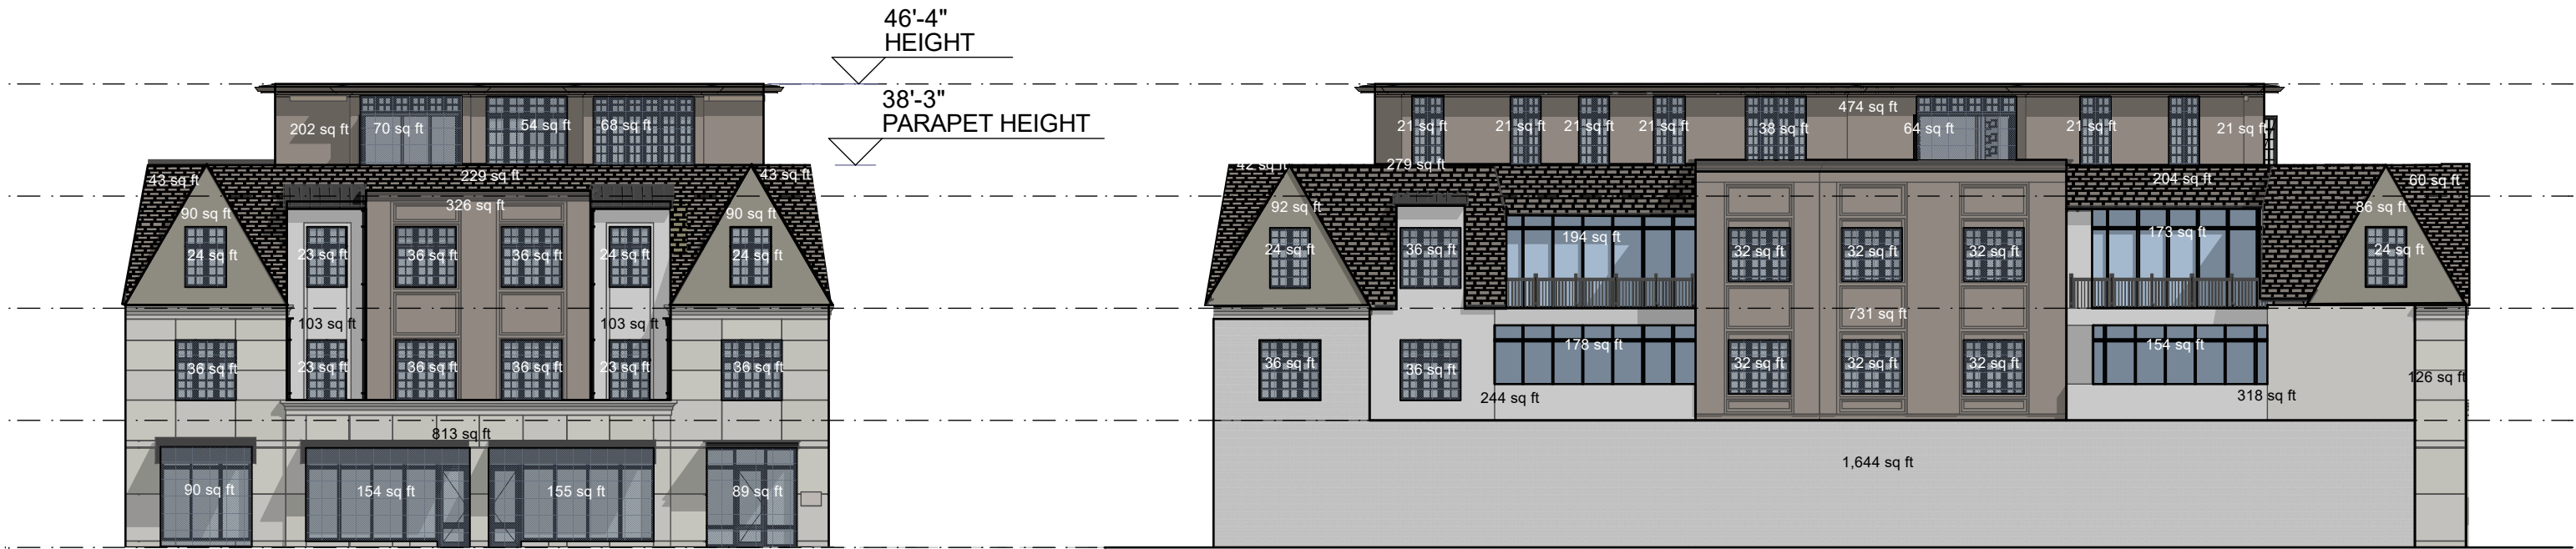 46'-4"
HEIGHT
38'-3"
PARAPET HEIGHT
202 sq ft
70 sq ft
54 sq ft
68 sq ft
43 sq ft
229 sq ft
43 sq ft
326 sq ft
90 sq ft
90 sq ft
24 sq ft
23 sq ft
36 sq ft
36 sq ft
24 sq ft
24 sq ft
103 sq ft
103 sq ft
36 sq ft
23 sq ft
36 sq ft
36 sq ft
23 sq ft
36 sq ft
813 sq ft
90 sq ft
154 sq ft
155 sq ft
89 sq ft
474 sq ft
21 sq ft
21 sq ft
21 sq ft
21 sq ft
38 sq ft
64 sq ft
21 sq ft
21 sq ft
42 sq ft
279 sq ft
204 sq ft
60 sq ft
92 sq ft
86 sq ft
24 sq ft
36 sq ft
194 sq ft
32 sq ft
32 sq ft
32 sq ft
173 sq ft
24 sq ft
731 sq ft
36 sq ft
36 sq ft
178 sq ft
32 sq ft
32 sq ft
32 sq ft
154 sq ft
126 sq ft
244 sq ft
318 sq ft
1,644 sq ft